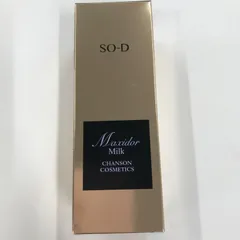 SO-D
Maxidor
Milk
CHANSON
COSMETICS